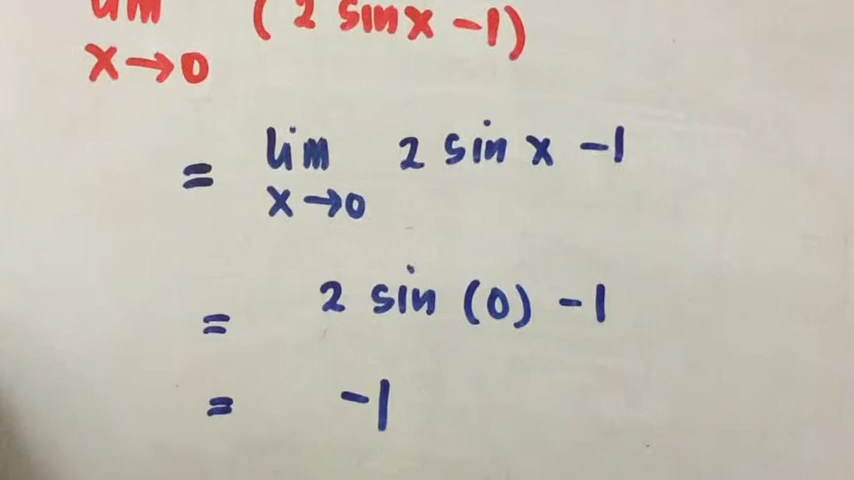 lim (2 sinx -1)
x→0
= lim 2 sin x -1
x→0
= 2 sin (0) -1
= -1